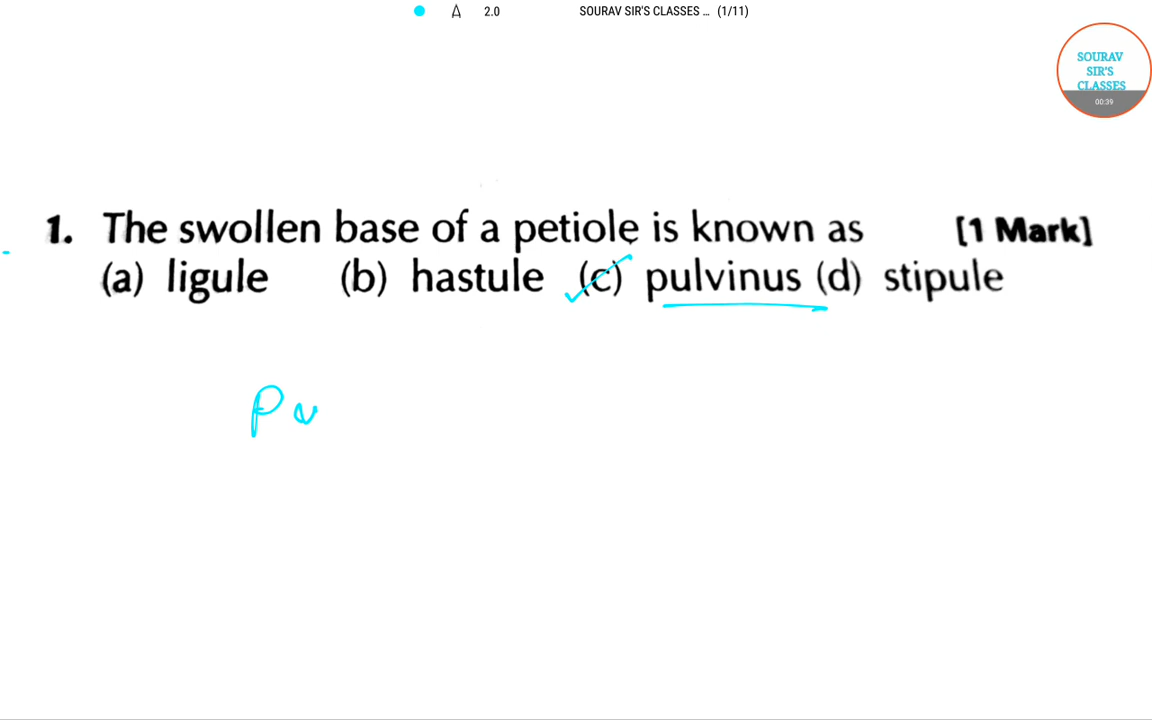 2.0 SOURAV SIR'S CLASSES ... (1/11)
SOURAV
SIR'S
CLASSES
00:39
1. The swollen base of a petiole is known as [1 Mark]
(a) ligule (b) hastule (c) pulvinus (d) stipule
Pu